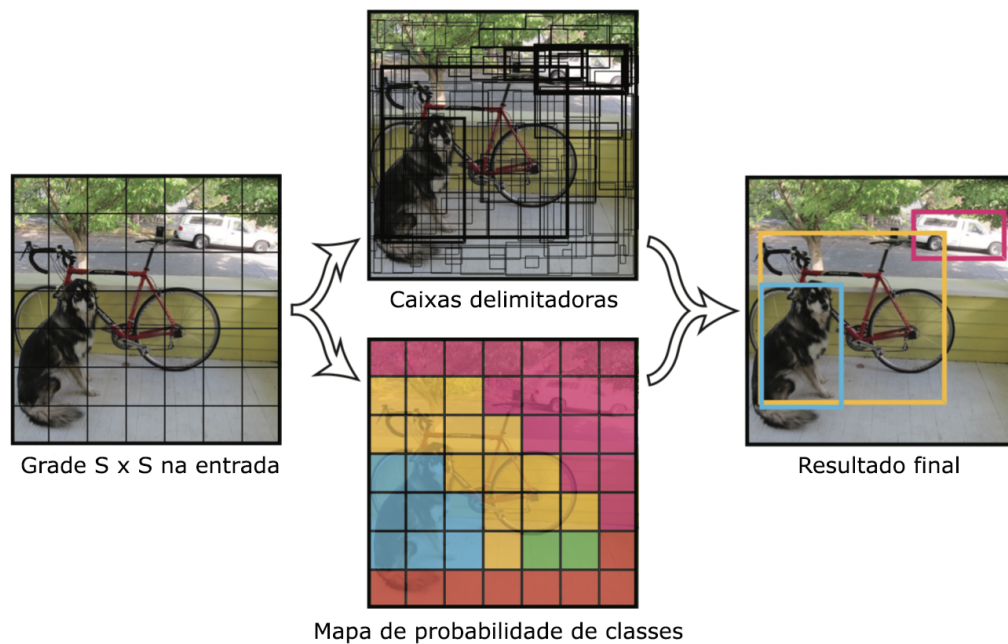 Caixas delimitadoras
Grade S x S na entrada
Resultado final
Mapa de probabilidade de classes